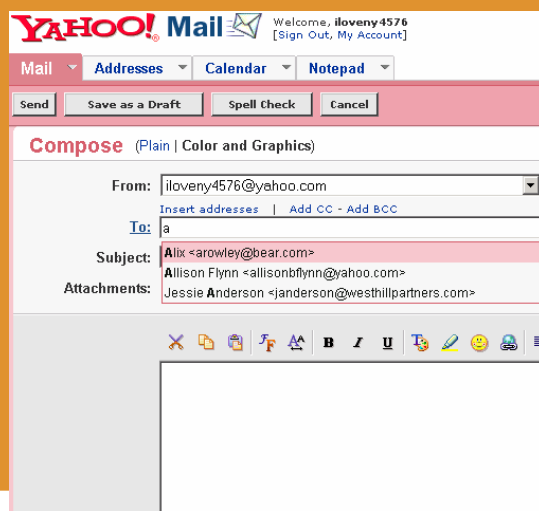 YAHOO! Mail Welcome, iloveny4576
[Sign Out, My Account]
Mail Addresses Calendar Notepad
Send Save as a Draft Spell Check Cancel
Compose (Plain | Color and Graphics)
From: iloveny4576@yahoo.com
Insert addresses | Add CC - Add BCC
To: a
Subject: Alix <arowley@bear.com>
Allison Flynn <allisonbflynn@yahoo.com>
Attachments: Jessie Anderson <janderson@westhillpartners.com>
B I U